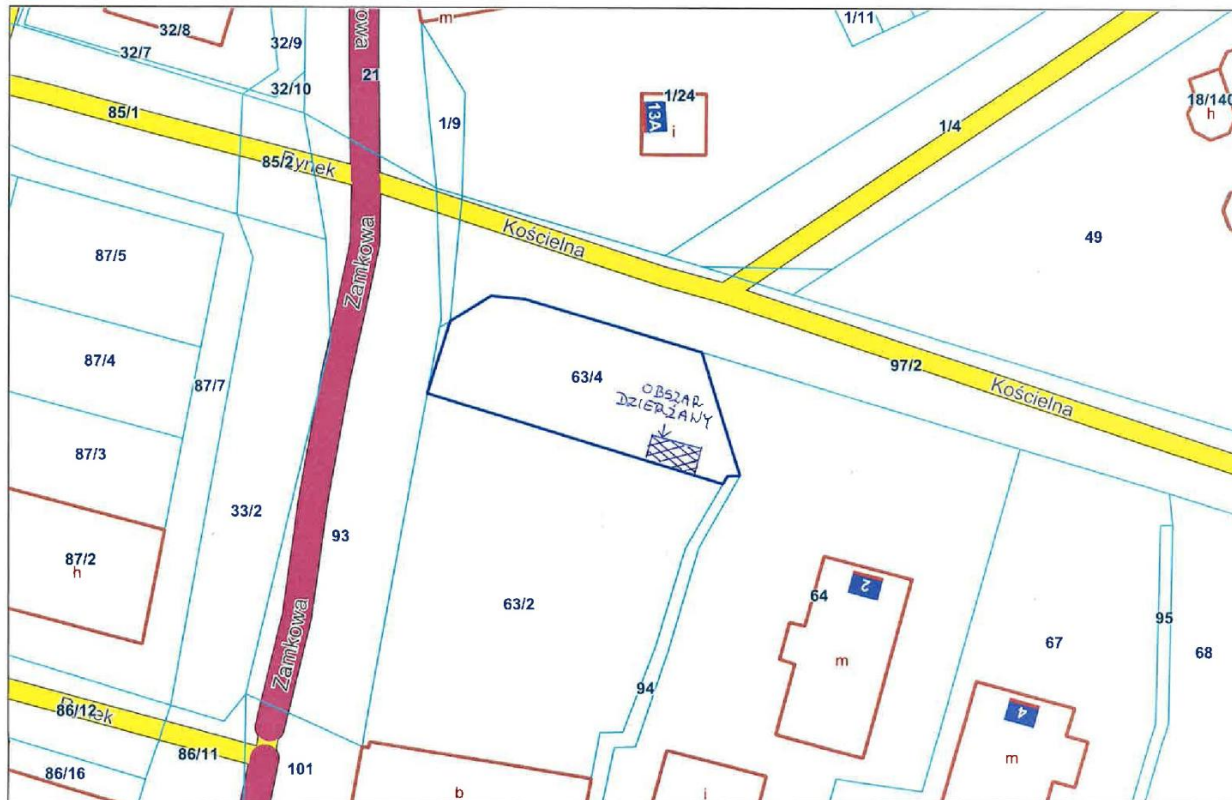 32/8
m
1/11
32/7
32/9
owa
21
32/10
1/9
1/24
13A
i
18/140
h
85/1
1/4
85/2
Rynek
Zamkowa
Kościelna
49
87/5
87/4
87/7
63/4
97/2
OBSZAR
DZIERŻAWY
Kościelna
87/3
33/2
93
87/2
h
63/2
64
2
67
95
68
m
94
Zamkowa
86/12
Rynek
86/11
4
m
86/16
101
b
i